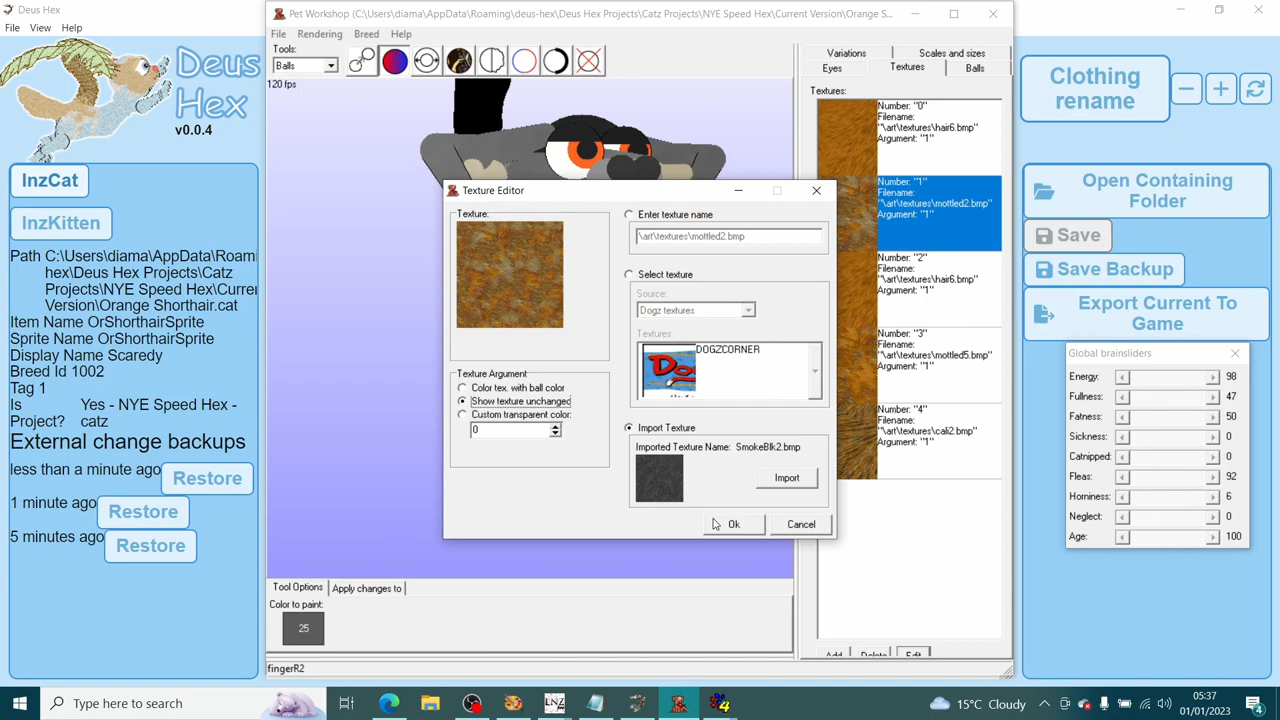 Deus Hex
File View Help
Deus
Hex
v0.0.4
lnzCat
lnzKitten
Path C:\Users\diama\AppData\Roami
hex\Deus Hex Projects\Catz
Projects\NYE Speed Hex\Curren
Version\Orange Shorthair.cat
Item Name OrShorthairSprite
Sprite Name OrShorthairSprite
Display Name Scaredy
Breed Id 1002
Tag 1
Is Yes - NYE Speed Hex -
Project? catz
External change backups
less than a minute ago Restore
1 minute ago Restore
5 minutes ago Restore
Pet Workshop (C:\Users\diama\AppData\Roaming\deus-hex\Deus Hex Projects\Catz Projects\NYE Speed Hex\Current Version\Orange S...
File Rendering Breed Help
Tools:
Balls
120 fps
Texture Editor
Texture:
Texture Argument
Color tex. with ball color
Show texture unchanged
Custom transparent color:
0
Enter texture name
\art\textures\mottled2.bmp
Select texture
Source:
Dogz textures
Textures:
DOGZCORNER
Import Texture
Imported Texture Name: SmokeBlk2.bmp
Import
Ok Cancel
Tool Options Apply changes to
Color to paint:
25
fingerR2
Variations Scales and sizes
Eyes Textures Balls
Textures:
Number: "0"
Filename:
"\art\textures\hair6.bmp"
Argument: "1"
Number: "1"
Filename:
"\art\textures\mottled2.bmp"
Argument: "1"
Number: "2"
Filename:
"\art\textures\hair6.bmp"
Argument: "1"
Number: "3"
Filename:
"\art\textures\mottled5.bmp"
Argument: "1"
Number: "4"
Filename:
"\art\textures\cali2.bmp"
Argument: "1"
Add Delete Edit
Clothing
rename
Open Containing
Folder
Save
Save Backup
Export Current To
Game
Global brainsliders
Energy: 98
Fullness: 47
Fatness: 50
Sickness: 0
Catnipped: 0
Fleas: 92
Horniness: 6
Neglect: 0
Age: 100
Type here to search
LNZ
4
15°C Cloudy
05:37
01/01/2023
4